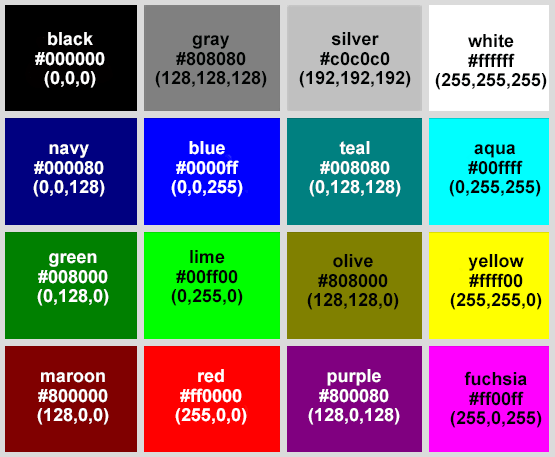 black
#000000
(0,0,0)
gray
#808080
(128,128,128)
silver
#c0c0c0
(192,192,192)
white
#ffffff
(255,255,255)
navy
#000080
(0,0,128)
blue
#0000ff
(0,0,255)
teal
#008080
(0,128,128)
aqua
#00ffff
(0,255,255)
green
#008000
(0,128,0)
lime
#00ff00
(0,255,0)
olive
#808000
(128,128,0)
yellow
#ffff00
(255,255,0)
maroon
#800000
(128,0,0)
red
#ff0000
(255,0,0)
purple
#800080
(128,0,128)
fuchsia
#ff00ff
(255,0,255)